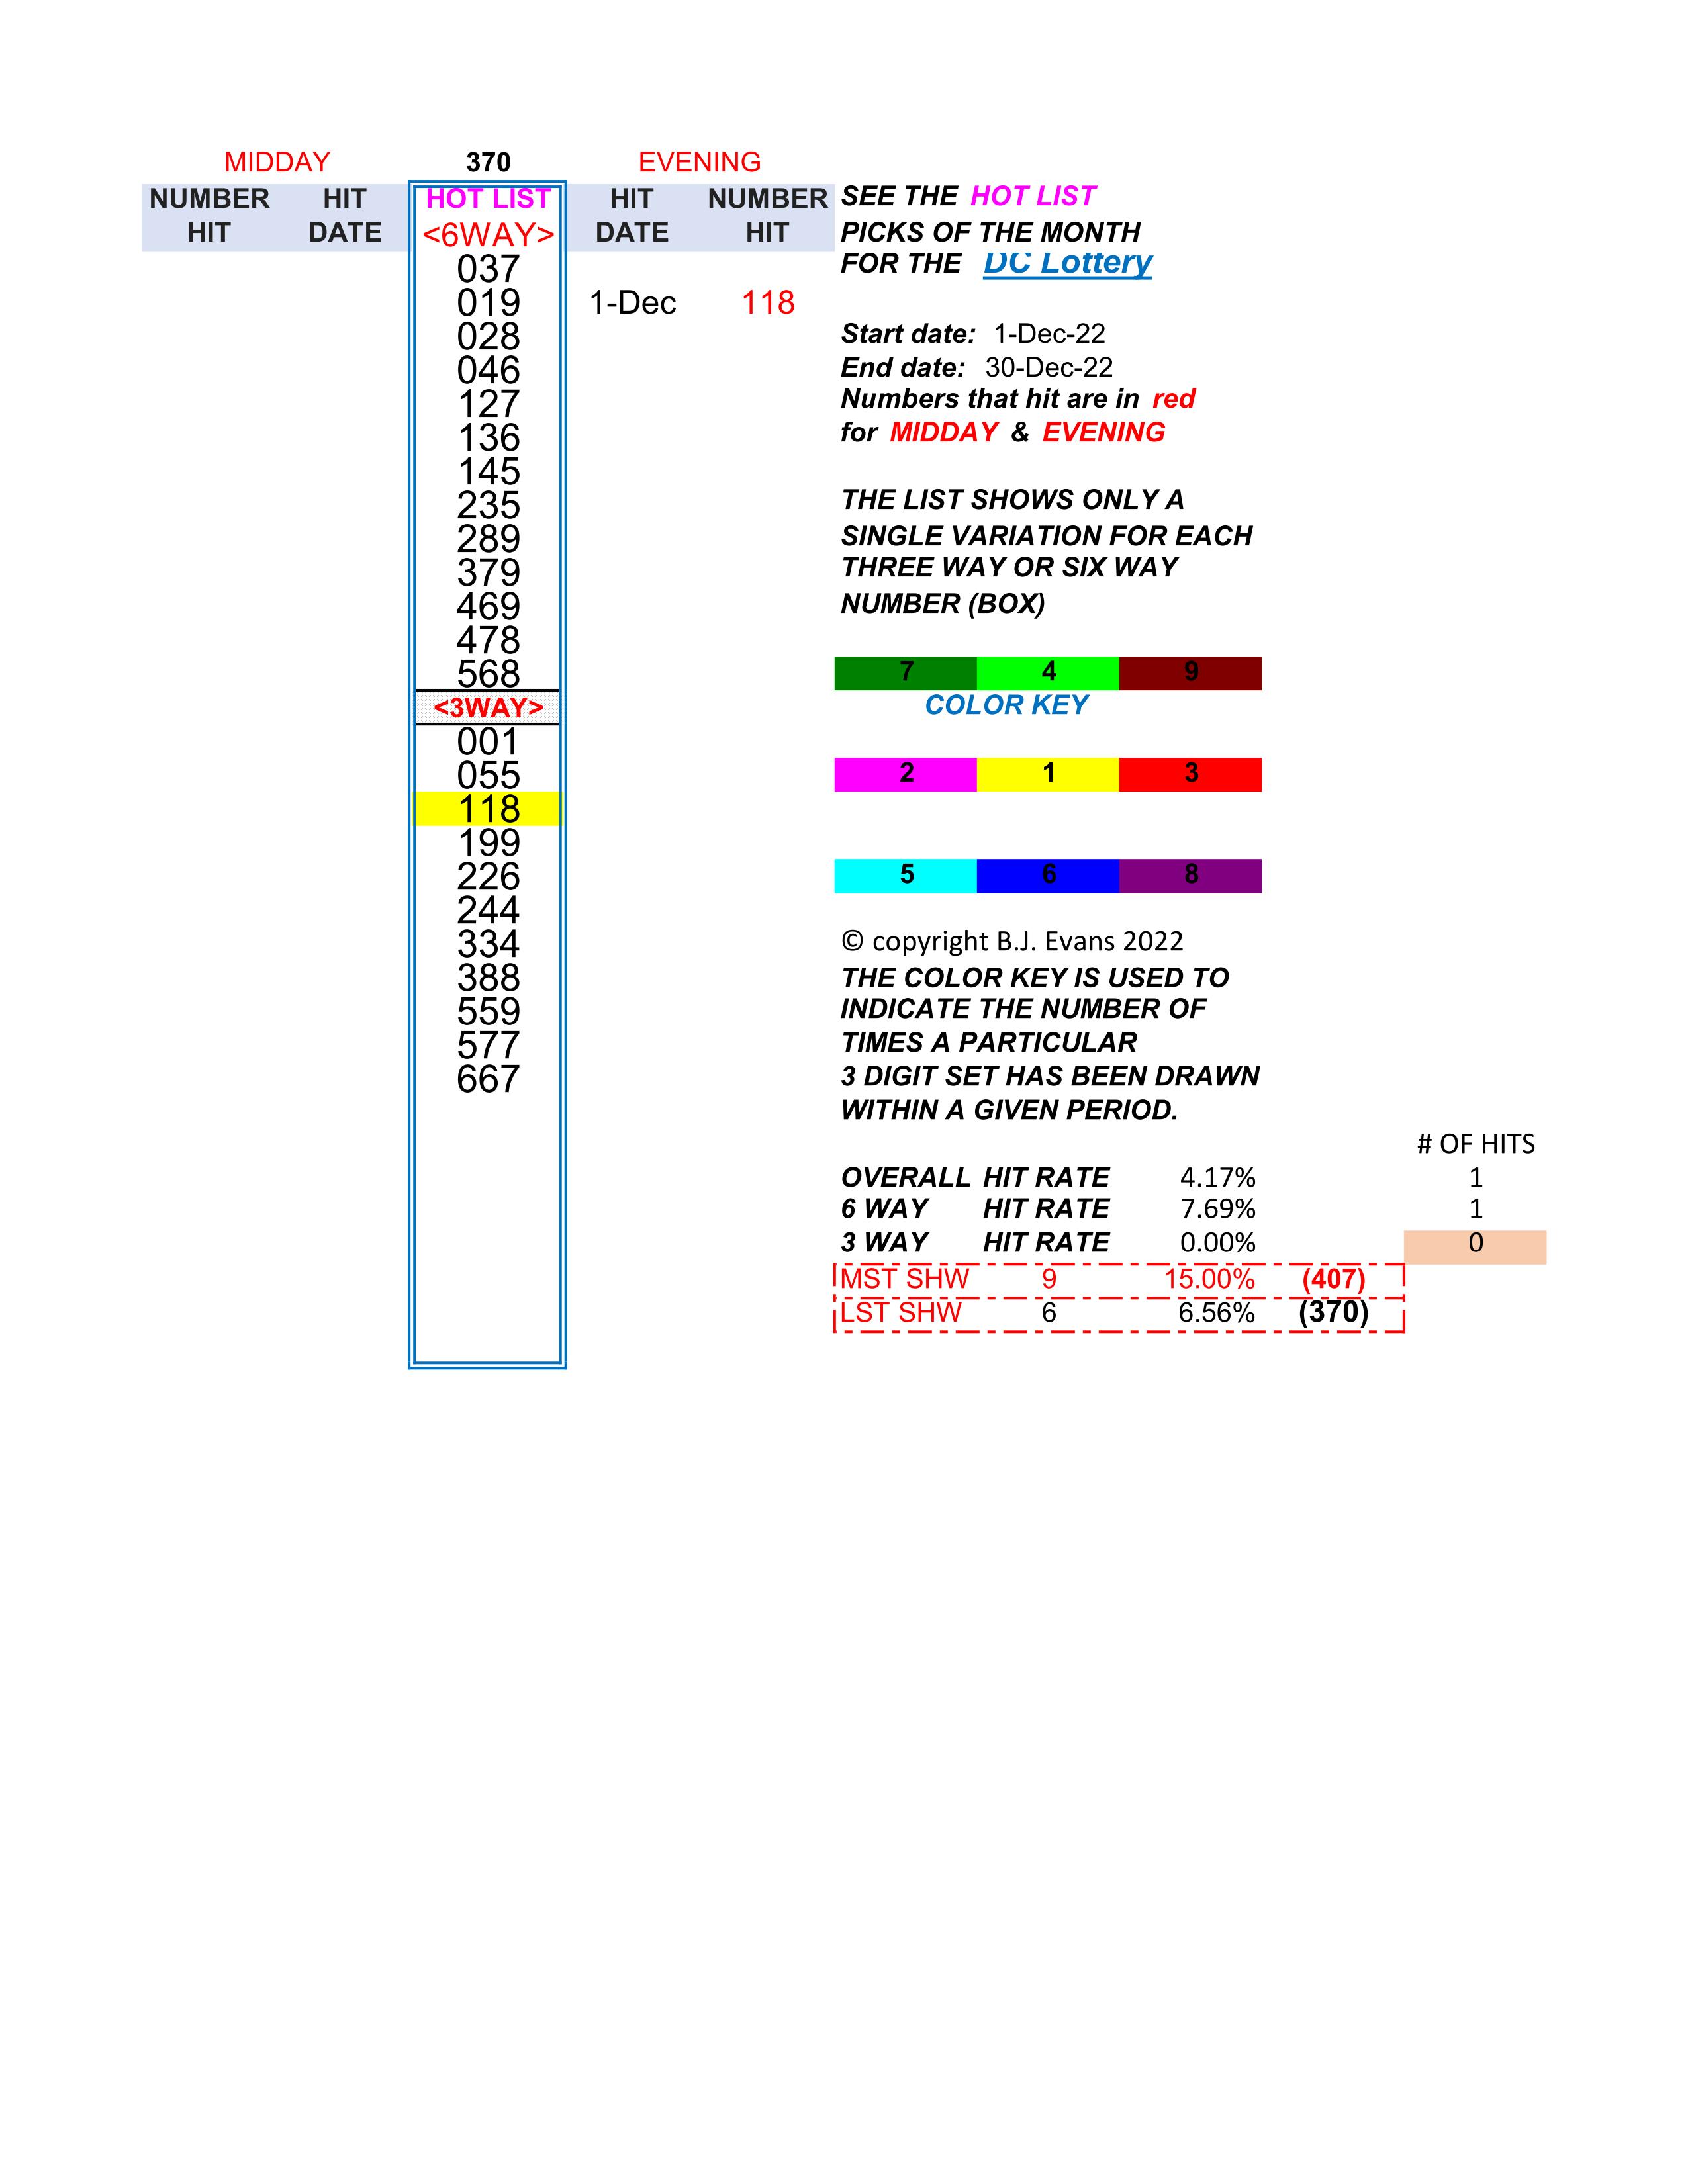 MIDDAY 370 EVENING
NUMBER HIT HOT LIST HIT NUMBER SEE THE HOT LIST
HIT DATE <6WAY> DATE HIT PICKS OF THE MONTH
037 FOR THE DC Lottery
019 1-Dec 118
028 Start date: 1-Dec-22
046 End date: 30-Dec-22
127 Numbers that hit are in red
136 for MIDDAY & EVENING
145
235 THE LIST SHOWS ONLY A
289 SINGLE VARIATION FOR EACH
379 THREE WAY OR SIX WAY
469 NUMBER (BOX)
478
568 7 4 9
<3WAY> COLOR KEY
001
055 2 1 3
118
199
226 5 6 8
244
334 © copyright B.J. Evans 2022
388 THE COLOR KEY IS USED TO
559 INDICATE THE NUMBER OF
577 TIMES A PARTICULAR
667 3 DIGIT SET HAS BEEN DRAWN
WITHIN A GIVEN PERIOD.
# OF HITS
OVERALL HIT RATE 4.17% 1
6 WAY HIT RATE 7.69% 1
3 WAY HIT RATE 0.00% 0
MST SHW 9 15.00% (407)
LST SHW 6 6.56% (370)